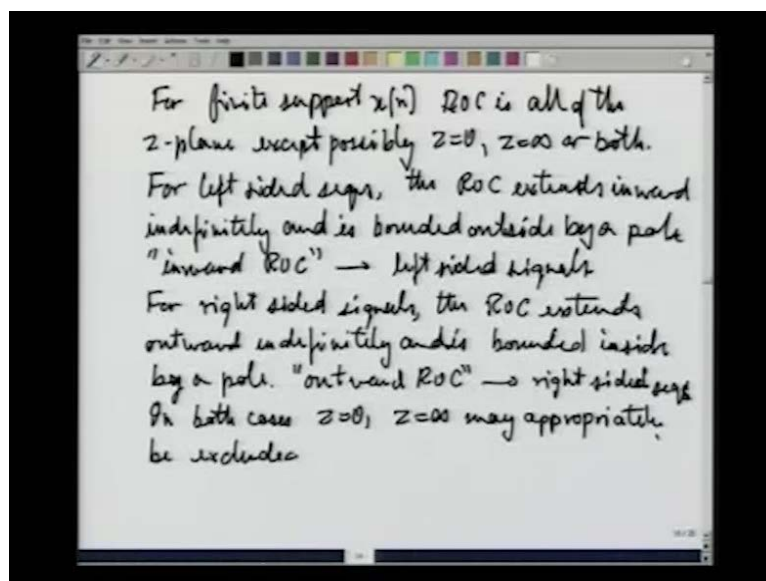 For finite support x[n] ROC is all of the
z-plane except possibly z=0, z=∞ or both.
For left sided seqs, the ROC extends inward
indefinitely and is bounded outside by a pole
"inward ROC" → left sided signals
For right sided signals, the ROC extends
outward indefinitely and is bounded inside
by a pole. "outward ROC" → right sided seqs
In both cases z=0, z=∞ may appropriately
be excluded